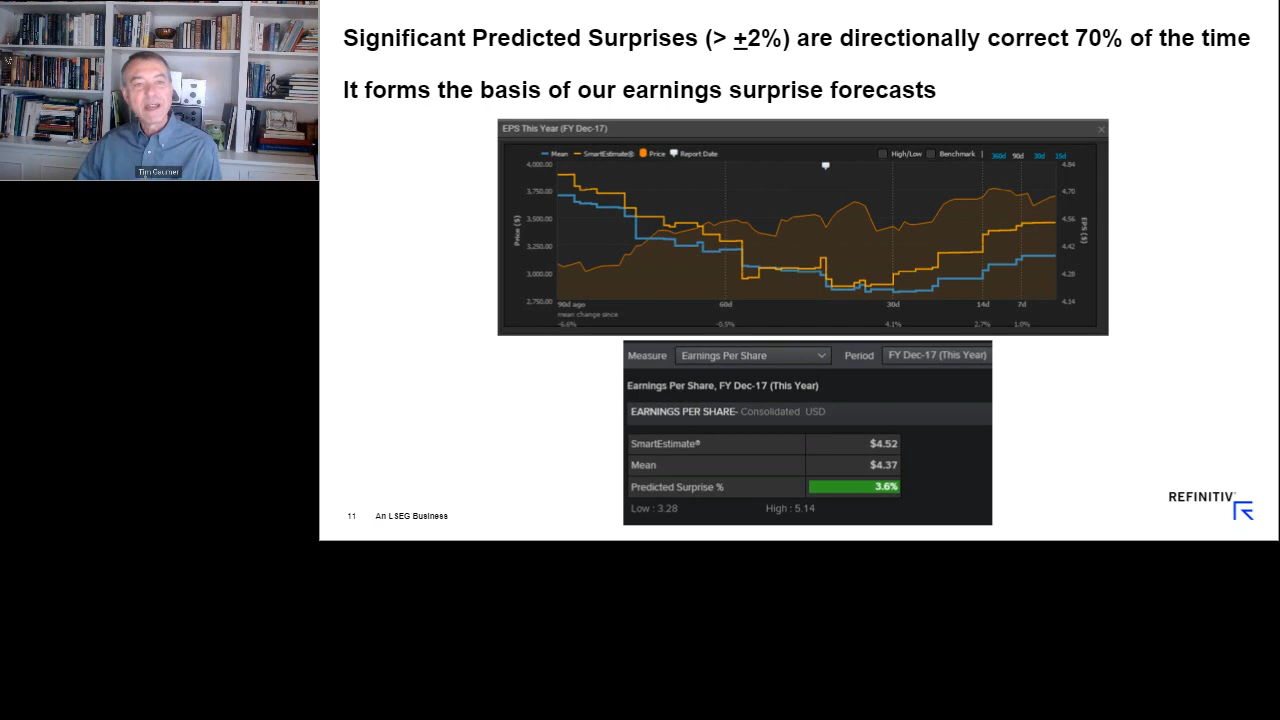 Significant Predicted Surprises (> ±2%) are directionally correct 70% of the time
It forms the basis of our earnings surprise forecasts
Tim Gaumer
EPS This Year (FY Dec-17)
Mean SmartEstimate® Price Report Date High/Low Benchmark | 360d 90d 30d 15d
4,000.00 4.84
3,750.00 4.70
3,500.00 4.56
Price ($) EPS ($)
3,250.00 4.42
3,000.00 4.28
2,750.00 4.14
90d ago 60d 30d 14d 7d
mean change since
-6.6% -0.5% 4.1% 2.7% 1.0%
Measure Earnings Per Share Period FY Dec-17 (This Year)
Earnings Per Share, FY Dec-17 (This Year)
EARNINGS PER SHARE- Consolidated USD
SmartEstimate® $4.52
Mean $4.37
Predicted Surprise % 3.6%
Low : 3.28 High : 5.14
REFINITIV
11 An LSEG Business